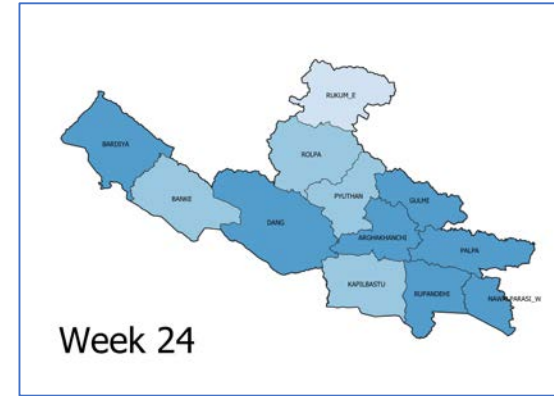 RUKUM_E
ROLPA
BARDIYA
PYUTHAN
BANKE
GULMI
DANG
ARGHAKHANCHI
PALPA
KAPILBASTU
RUPANDEHI
NAWALPARASI_W
Week 24